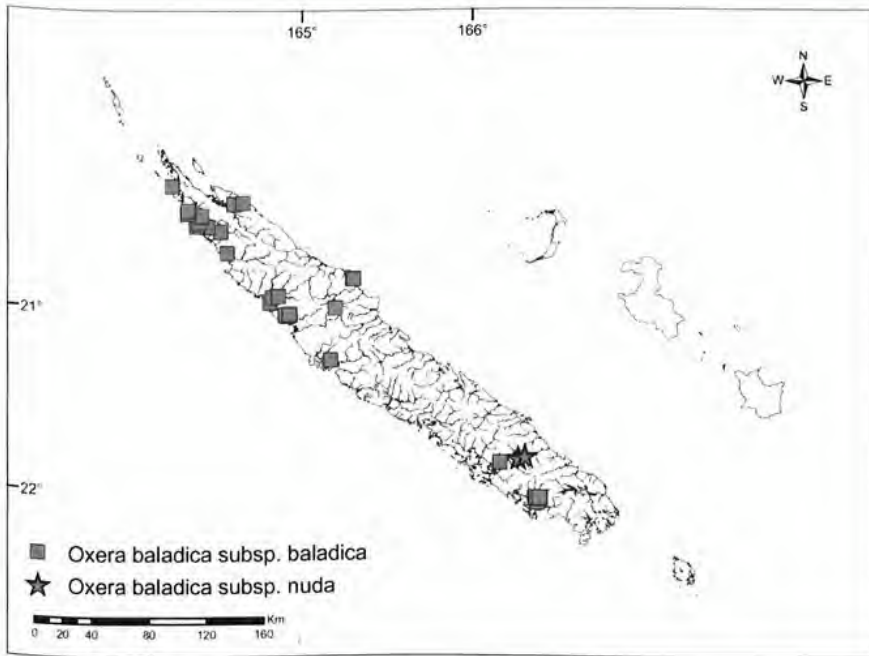 165° 166°
N
W E
S
21°
22°
Oxera baladica subsp. baladica
Oxera baladica subsp. nuda
Km
0 20 40 80 120 160